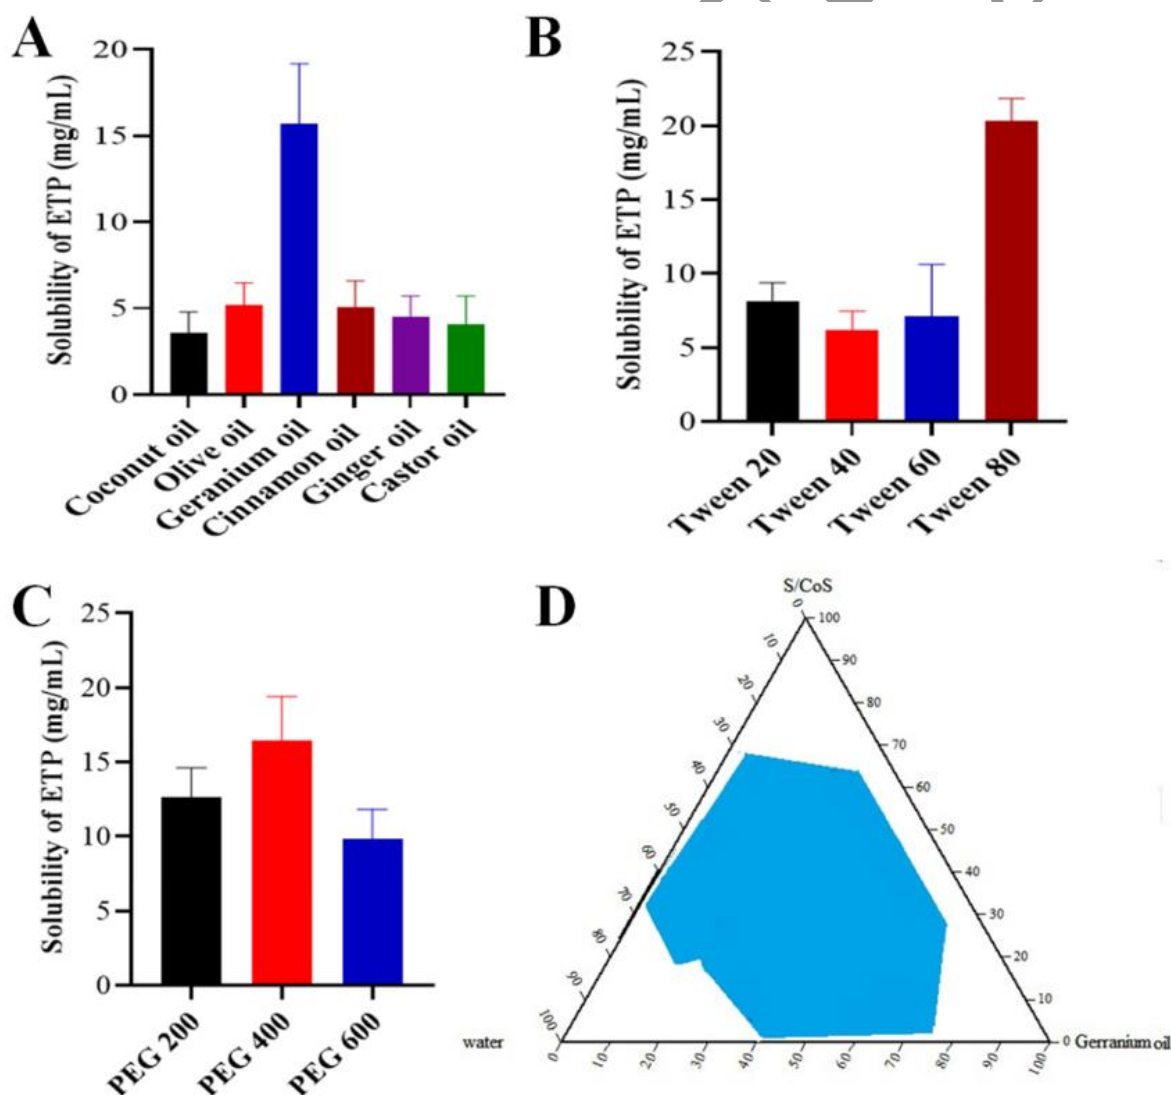 A
Solubility of ETP (mg/mL)
20
15
10
5
0
Coconut oil
Olive oil
Geranium oil
Cinnamon oil
Ginger oil
Castor oil
B
Solubility of ETP (mg/mL)
25
20
15
10
5
0
Tween 20
Tween 40
Tween 60
Tween 80
C
Solubility of ETP (mg/mL)
25
20
15
10
5
0
PEG 200
PEG 400
PEG 600
D
S/CoS
0
10
20
30
40
50
60
70
80
90
100
100
90
80
70
60
50
40
30
20
10
0
water
Gerranium oil
0
10
20
30
40
50
60
70
80
90
100